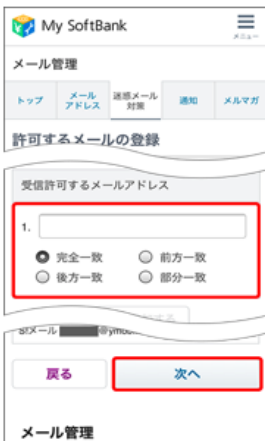 My SoftBank
メニュー
メール管理
トップ
メール
アドレス
迷惑メール
対策
通知
メルマガ
許可するメールの登録
受信許可するメールアドレス
1.
完全一致
前方一致
後方一致
部分一致
S!メール
戻る
次へ
メール管理